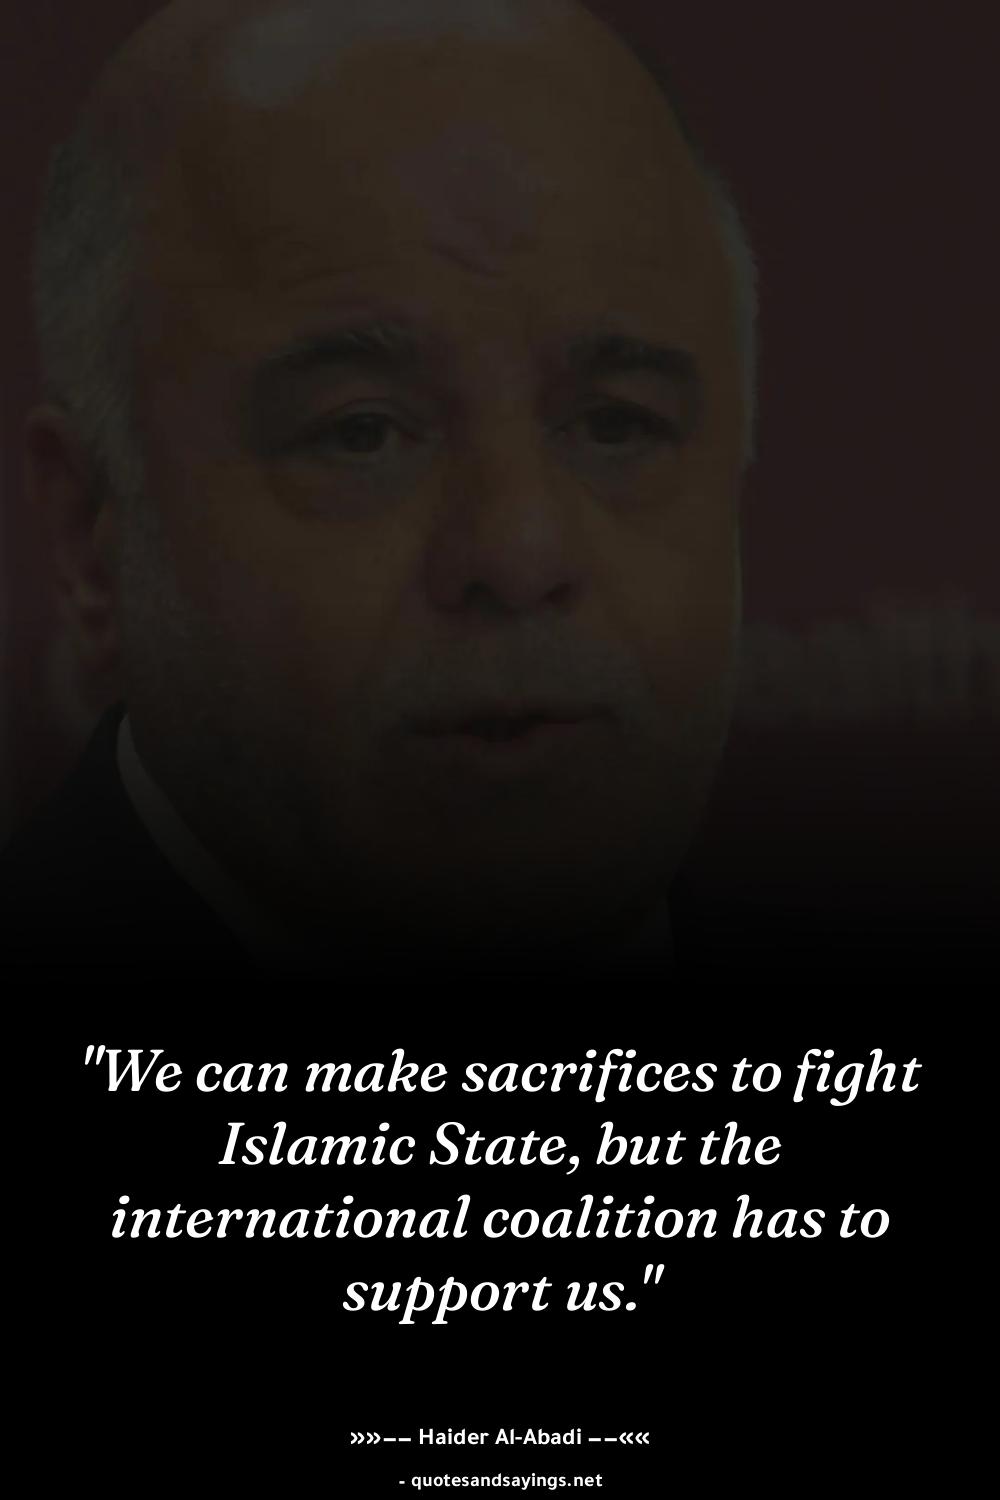 "We can make sacrifices to fight
Islamic State, but the
international coalition has to
support us."
»»−− Haider Al-Abadi −−««
- quotesandsayings.net